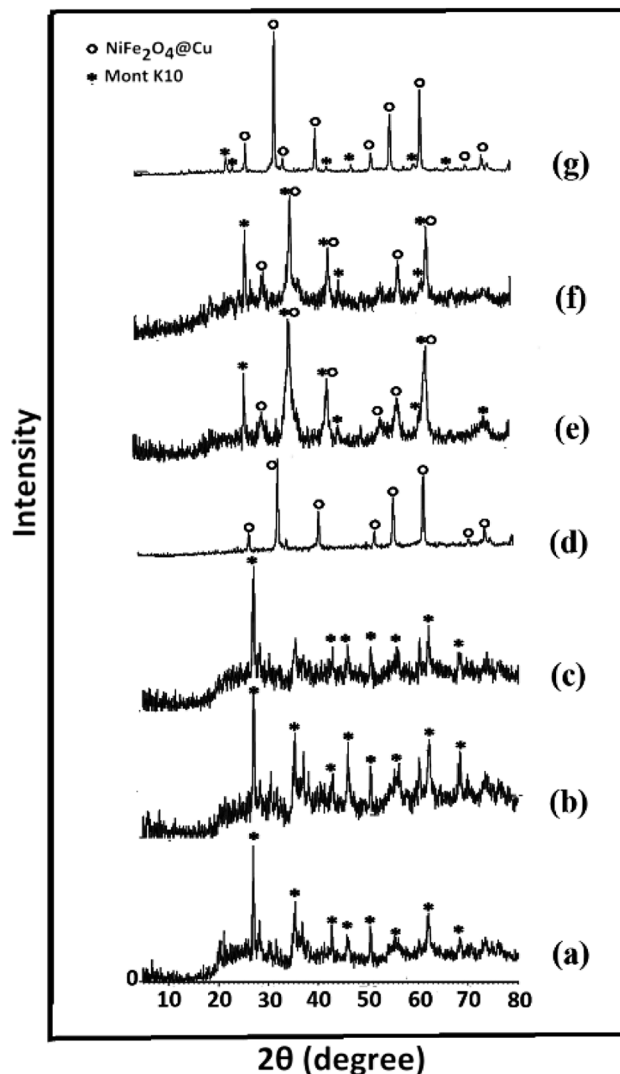 o NiFe₂O₄@Cu
* Mont K10
(g)
(f)
(e)
(d)
(c)
(b)
(a)
Intensity
0
10 20 30 40 50 60 70 80
2θ (degree)